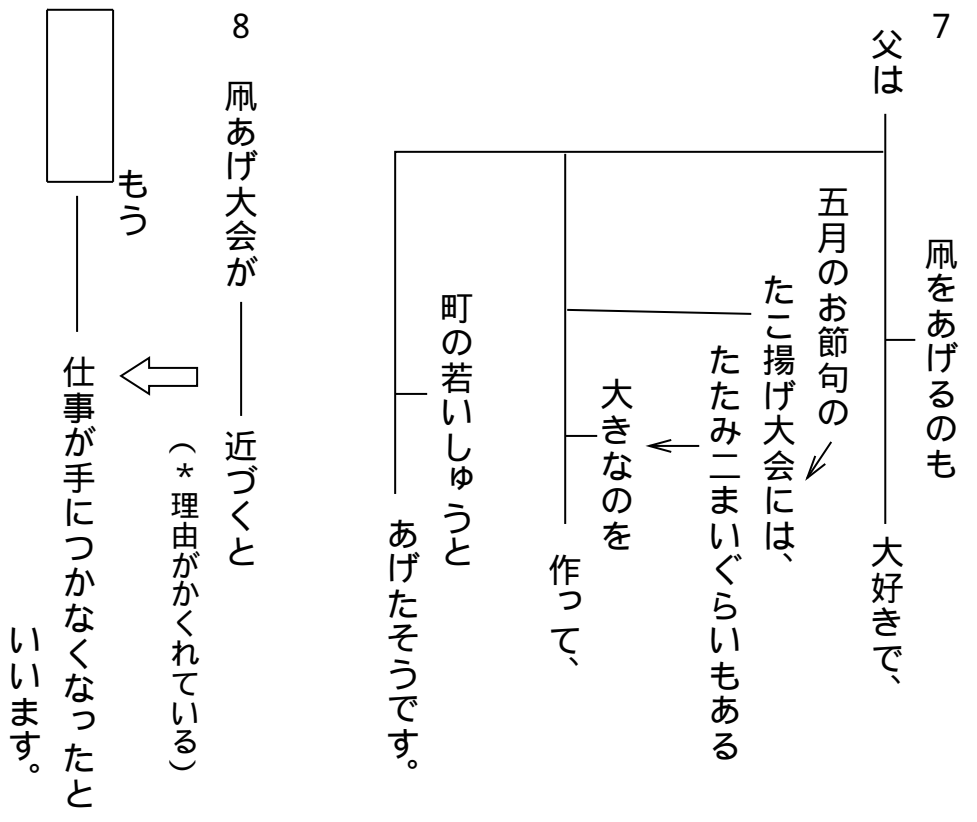 7
凧をあげるのも
父は
大好きで、
五月のお節句の
たこ揚げ大会には、
たたみ二まいぐらいもある
大きなのを
作って、
町の若いしゅうと
あげたそうです。
8
凧あげ大会が
近づくと
（*理由がかくれている）
もう
仕事が手につかなくなったと
いいます。